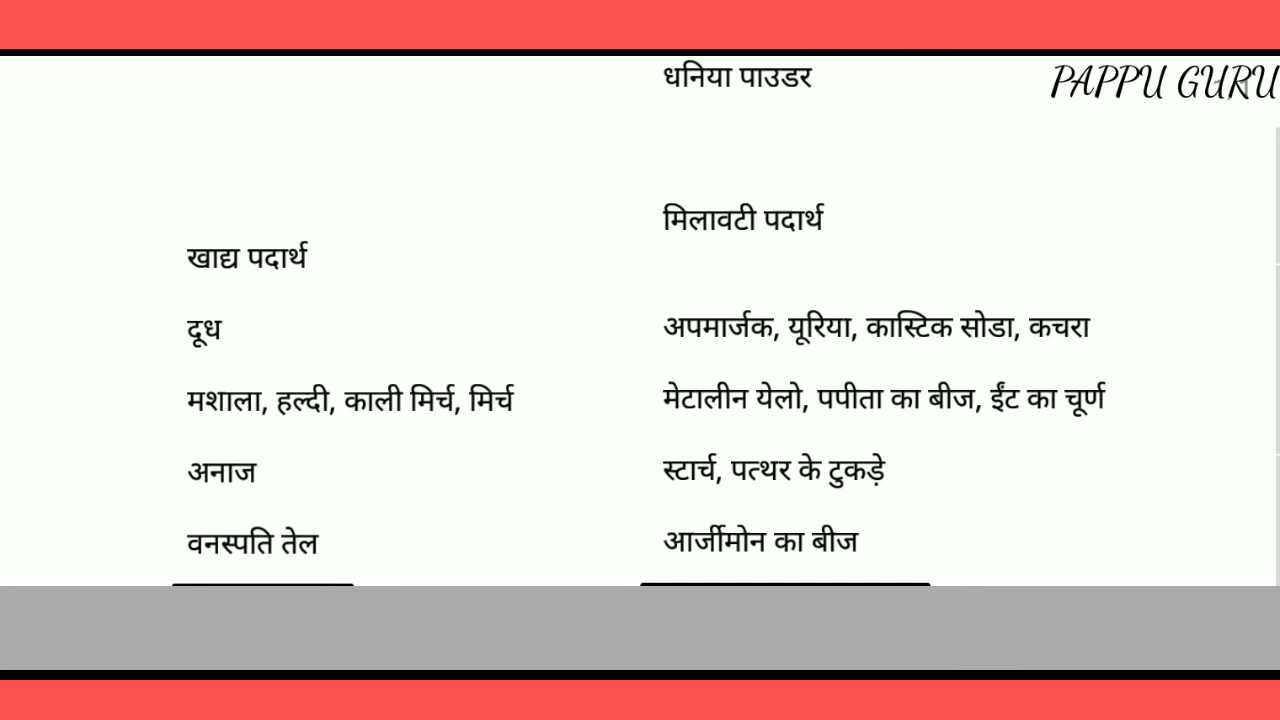 धनिया पाउडर
PAPPU GURU
मिलावटी पदार्थ
खाद्य पदार्थ
दूध
अपमार्जक, यूरिया, कास्टिक सोडा, कचरा
मशाला, हल्दी, काली मिर्च, मिर्च
मेटालीन येलो, पपीता का बीज, ईंट का चूर्ण
अनाज
स्टार्च, पत्थर के टुकड़े
वनस्पति तेल
आर्जीमोन का बीज